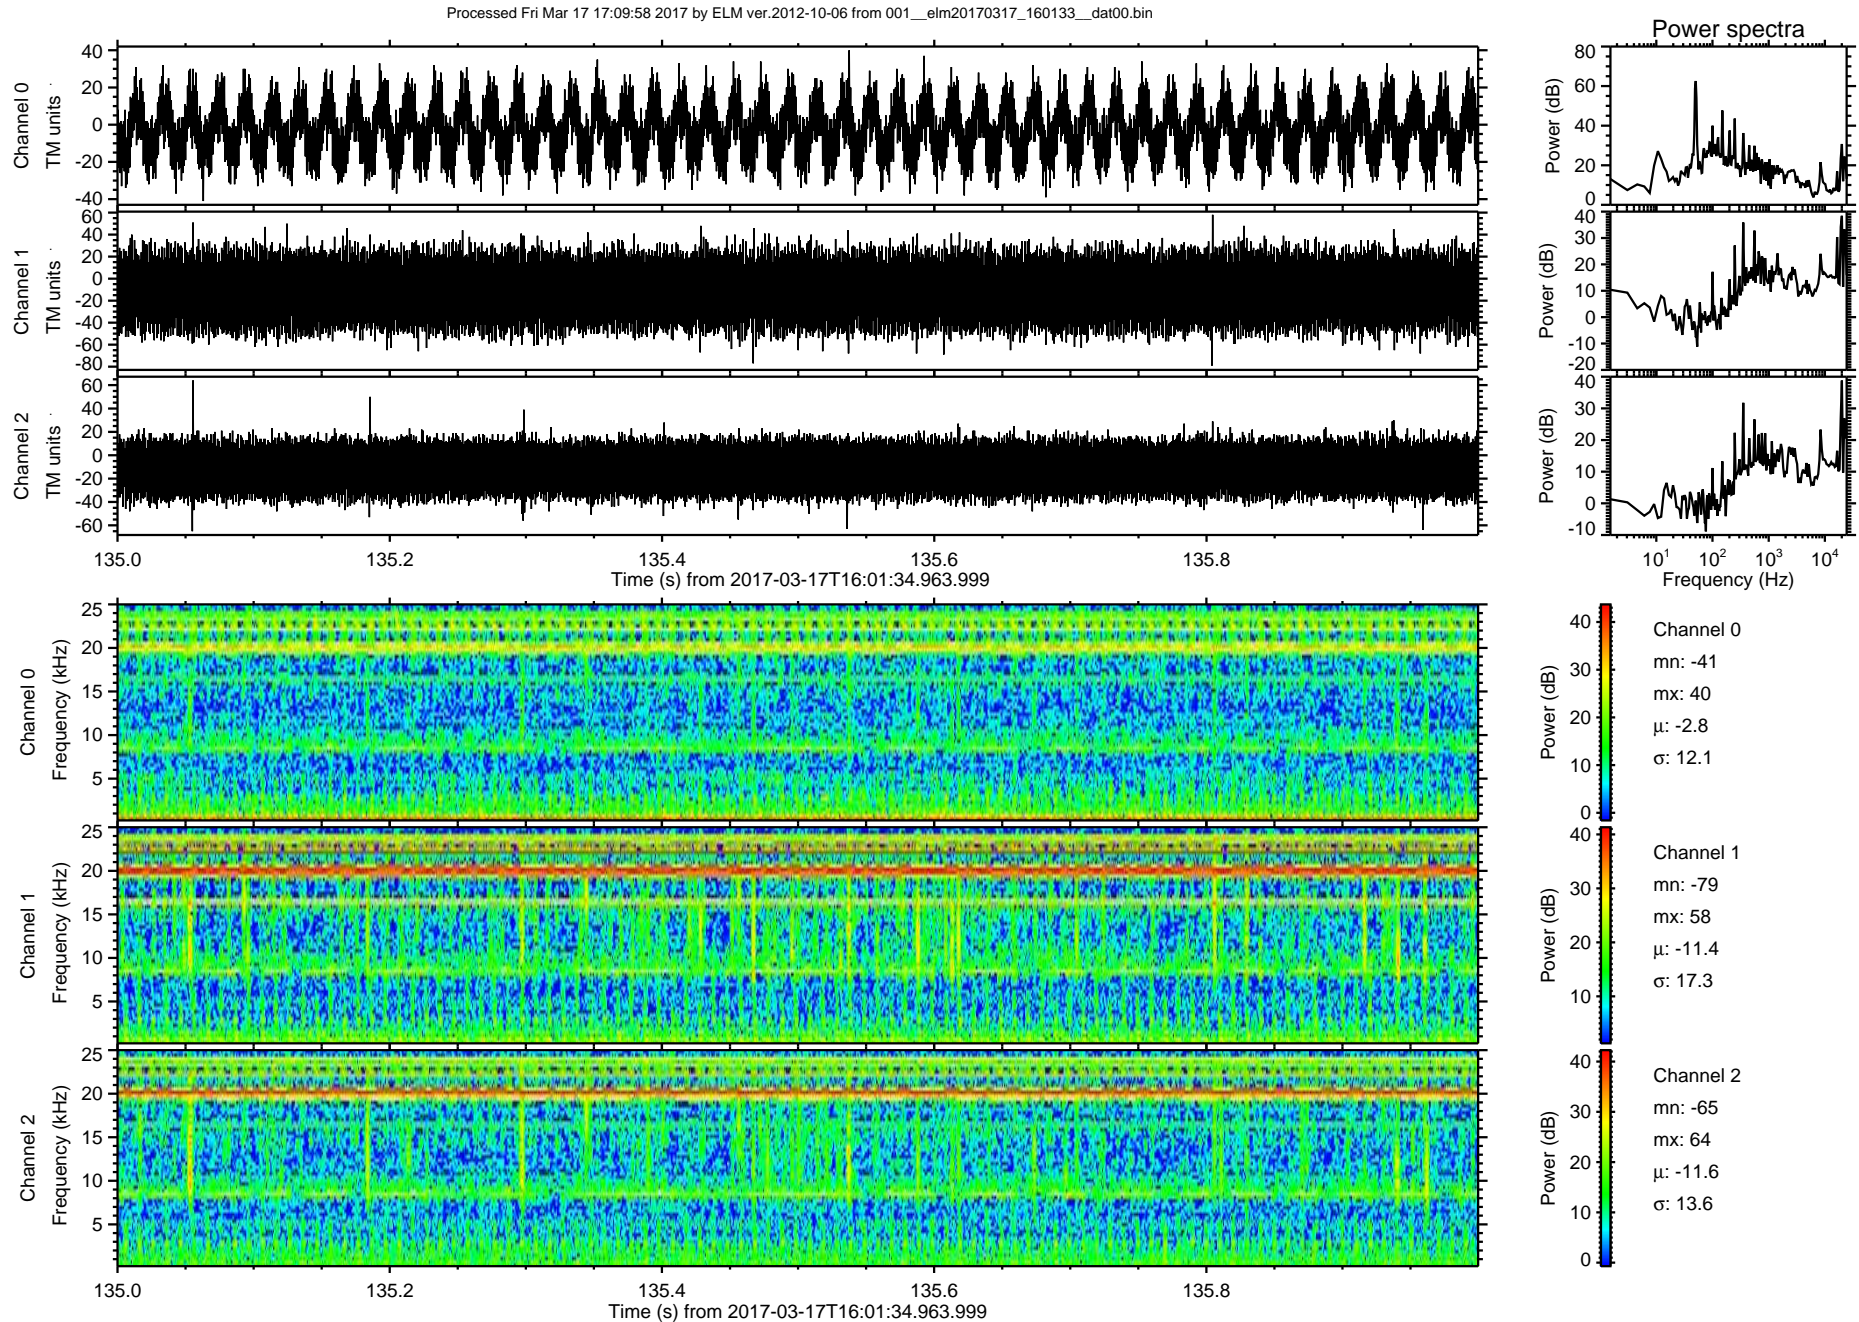 Processed Fri Mar 17 17:09:58 2017 by ELM ver.2012-10-06 from 001__elm20170317_160133__dat00.bin
Power spectra
Channel 0
TM units
40
20
0
-20
-40
Power (dB)
80
60
40
20
0
Channel 1
TM units
60
40
20
0
-20
-40
-60
-80
Power (dB)
40
30
20
10
0
-10
-20
Channel 2
TM units
60
40
20
0
-20
-40
-60
Power (dB)
40
30
20
10
0
-10
135.0 135.2 135.4 135.6 135.8
Time (s) from 2017-03-17T16:01:34.963.999
10^1 10^2 10^3 10^4
Frequency (Hz)
Channel 0
Frequency (kHz)
25
20
15
10
5
Power (dB)
40
30
20
10
0
Channel 0
mn: -41
mx: 40
μ: -2.8
σ: 12.1
Channel 1
Frequency (kHz)
25
20
15
10
5
Power (dB)
40
30
20
10
Channel 1
mn: -79
mx: 58
μ: -11.4
σ: 17.3
Channel 2
Frequency (kHz)
25
20
15
10
5
Power (dB)
40
30
20
10
0
Channel 2
mn: -65
mx: 64
μ: -11.6
σ: 13.6
135.0 135.2 135.4 135.6 135.8
Time (s) from 2017-03-17T16:01:34.963.999